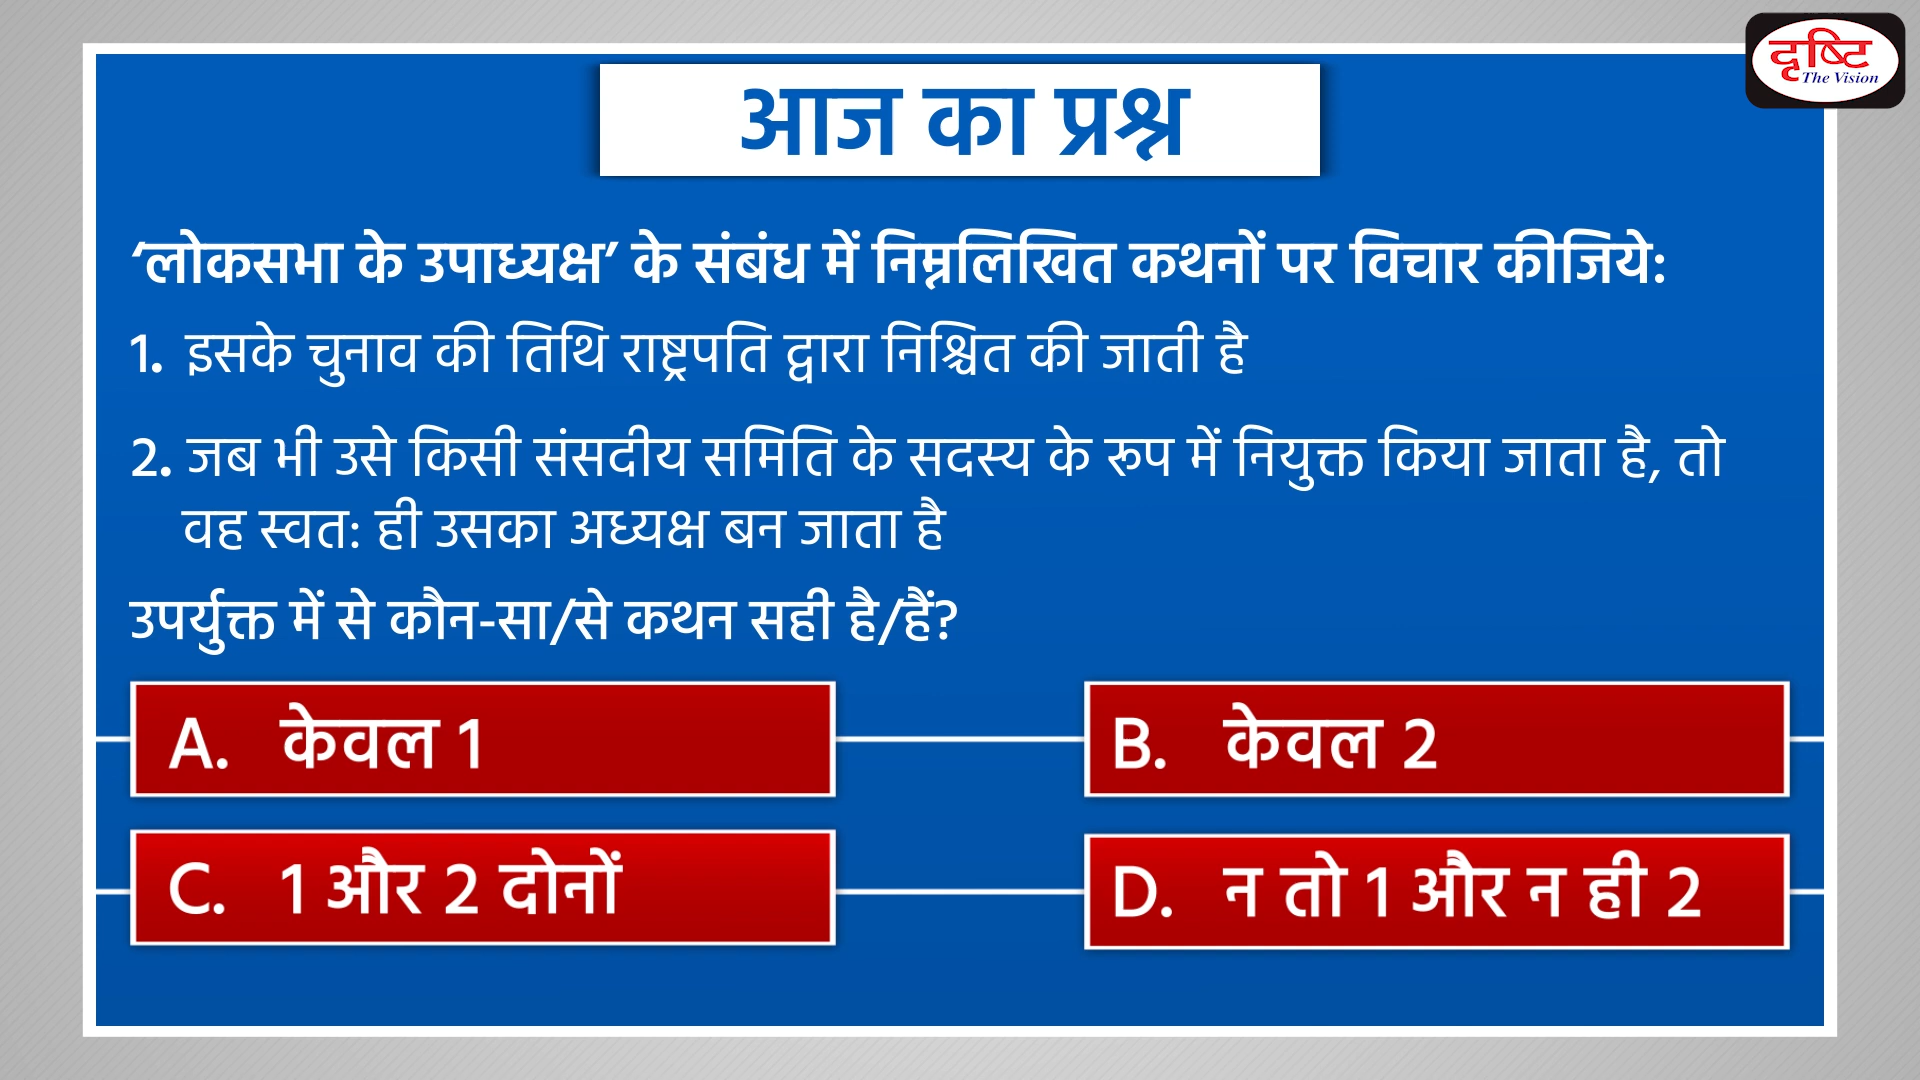 दृष्टि
The Vision
आज का प्रश्न
‘लोकसभा के उपाध्यक्ष’ के संबंध में निम्नलिखित कथनों पर विचार कीजिये:
1. इसके चुनाव की तिथि राष्ट्रपति द्वारा निश्चित की जाती है
2. जब भी उसे किसी संसदीय समिति के सदस्य के रूप में नियुक्त किया जाता है, तो
वह स्वतः ही उसका अध्यक्ष बन जाता है
उपर्युक्त में से कौन-सा/से कथन सही है/हैं?
A. केवल 1
B. केवल 2
C. 1 और 2 दोनों
D. न तो 1 और न ही 2